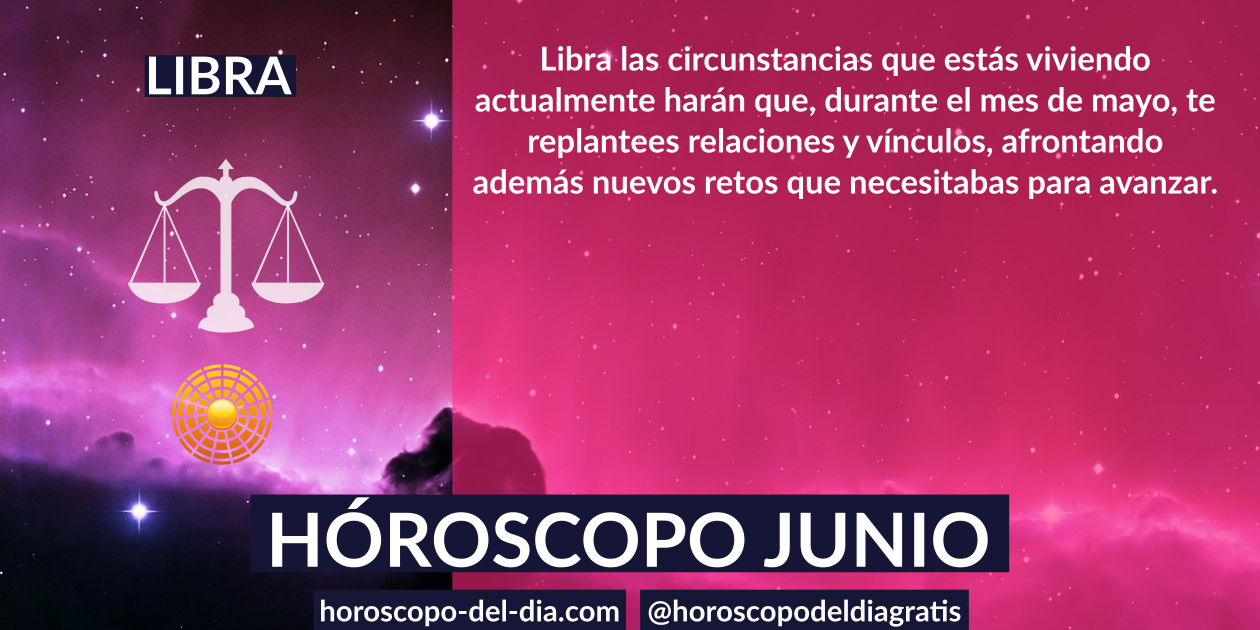 LIBRA
Libra las circunstancias que estás viviendo
actualmente harán que, durante el mes de mayo, te
replantees relaciones y vínculos, afrontando
además nuevos retos que necesitabas para avanzar.
HÓROSCOPO JUNIO
horoscopo-del-dia.com
@horoscopodeldiagratis